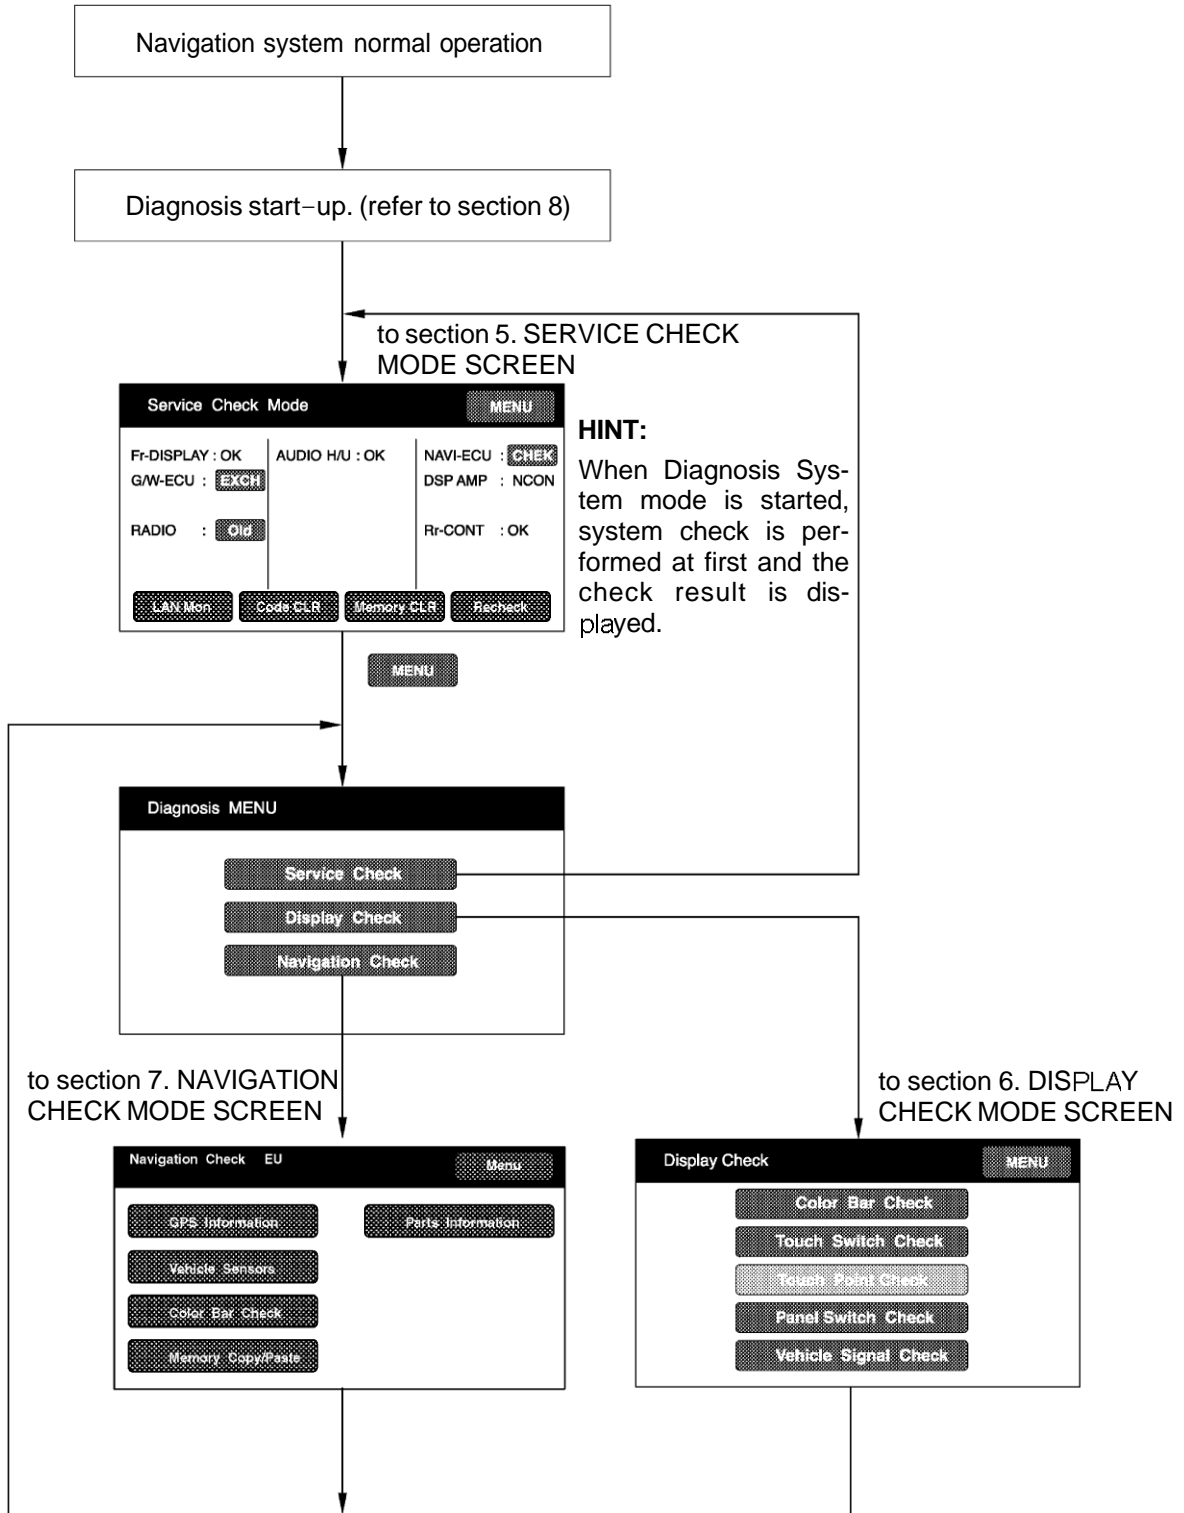 Navigation system normal operation
Diagnosis start-up. (refer to section 8)
to section 5. SERVICE CHECK
MODE SCREEN
Service Check Mode
MENU
Fr-DISPLAY : OK
AUDIO H/U : OK
NAVI-ECU : CHEK
G/W-ECU : EXCH
DSP AMP : NCON
RADIO : Old
Rr-CONT : OK
LAN Mon
Code CLR
Memory CLR
Recheck
HINT:
When Diagnosis Sys-
tem mode is started,
system check is per-
formed at first and the
check result is dis-
played.
MENU
Diagnosis MENU
Service Check
Display Check
Navigation Check
to section 7. NAVIGATION
CHECK MODE SCREEN
to section 6. DISPLAY
CHECK MODE SCREEN
Navigation Check EU
Menu
GPS Information
Parts Information
Vehicle Sensors
Color Bar Check
Memory Copy/Paste
Display Check
MENU
Color Bar Check
Touch Switch Check
Touch Point Check
Panel Switch Check
Vehicle Signal Check